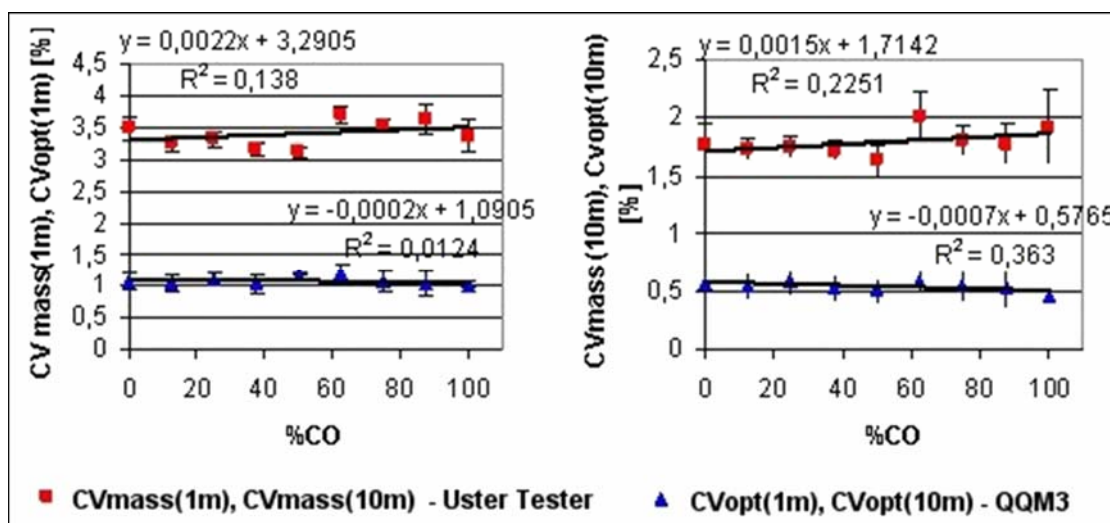 y = 0,0022x + 3,2905
R² = 0,138
CV mass(1m), CVopt(1m) [%]
4,5
4
3,5
3
2,5
2
1,5
1
0,5
0
y = -0,0002x + 1,0905
R² = 0,0124
0 20 40 60 80 100
%CO
y = 0,0015x + 1,7142
R² = 0,2251
CVmass (10m), CVopt(10m)
[%]
2,5
2
1,5
1
0,5
0
y = -0,0007x + 0,5765
R² = 0,363
0 20 40 60 80 100
%CO
CVmass(1m), CVmass(10m) - Uster Tester
CVopt(1m), CVopt(10m) - QQM3